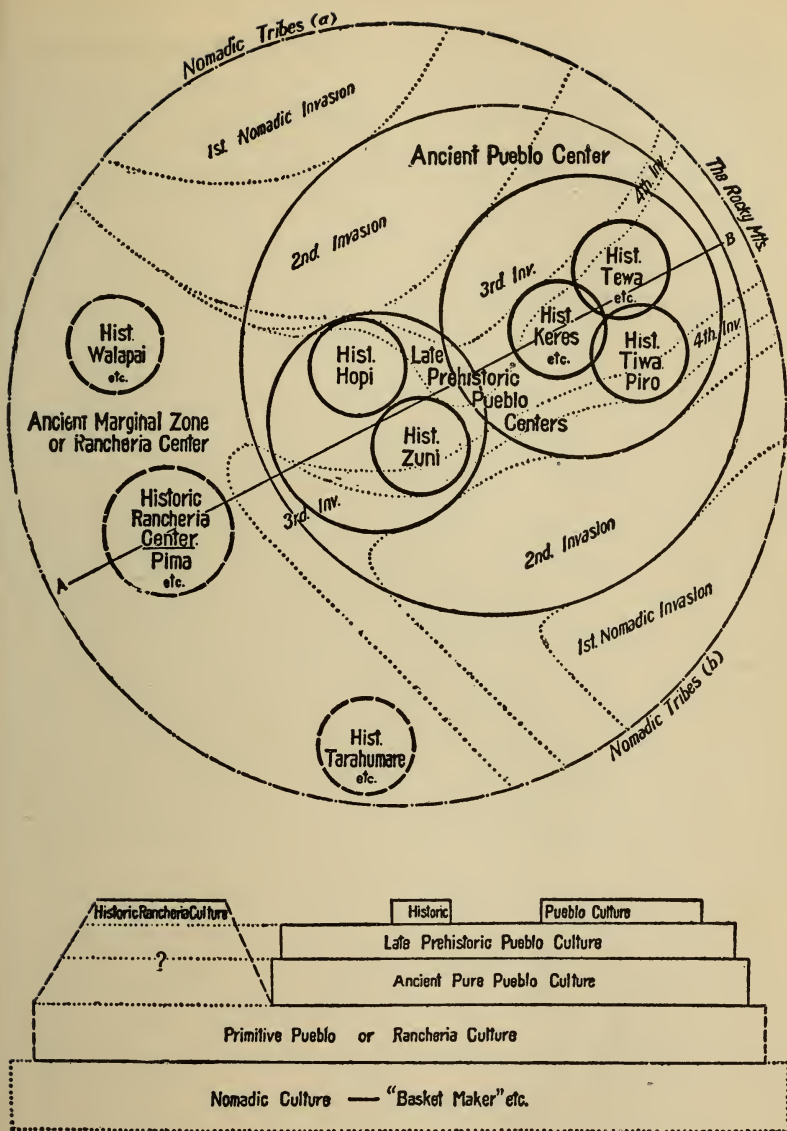 Nomadic Tribes (a)
1st. Nomadic Invasion
Ancient Pueblo Center
4th Inv.
The Rocky Mts.
2nd. Invasion
B
3rd Inv.
Hist.
Tewa
etc.
Hist.
Keres
etc.
Hist.
Tiwa
Piro
4th. Inv.
Hist.
Walapai
etc.
Hist.
Hopi
Late
Prehistoric
Pueblo
Centers
Ancient Marginal Zone
or Rancheria Center
Hist.
Zuni
Historic
Rancheria
Center
Pima
etc.
A
3rd. Inv.
2nd. Invasion
1st. Nomadic Invasion
Nomadic Tribes (b)
Hist.
Tarahumare
etc.
Historic Rancheria Culture
Historic
Pueblo Culture
Late Prehistoric Pueblo Culture
?
Ancient Pure Pueblo Culture
Primitive Pueblo or Rancheria Culture
Nomadic Culture — "Basket Maker" etc.